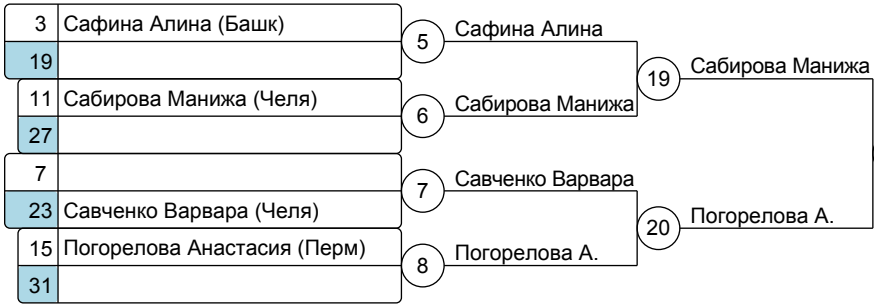 3 Сафина Алина (Башк)
19
5 Сафина Алина
11 Сабирова Манижа (Челя)
27
6 Сабирова Манижа
19 Сабирова Манижа
7
23 Савченко Варвара (Челя)
7 Савченко Варвара
15 Погорелова Анастасия (Перм)
31
8 Погорелова А.
20 Погорелова А.